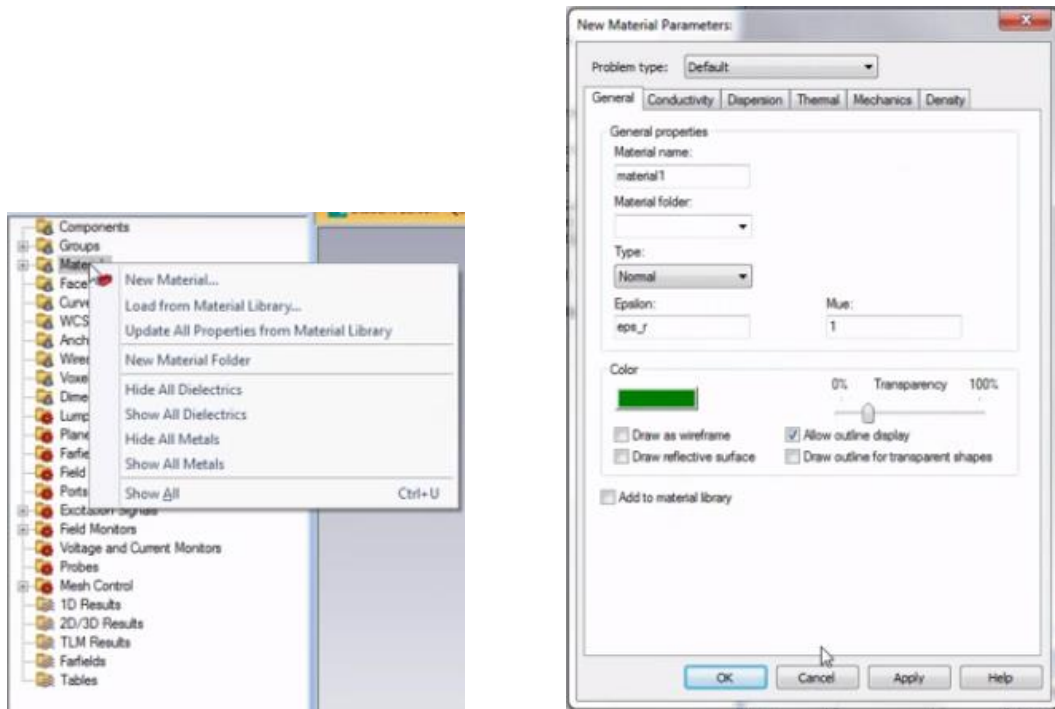 Components
Groups
Materi
Face
Curve
WCS
Anch
Wires
Voxe
Dime
Lump
Plane
Farfie
Field
Ports
Excitation Signals
Field Monitors
Voltage and Current Monitors
Probes
Mesh Control
1D Results
2D/3D Results
TLM Results
Farfields
Tables
New Material...
Load from Material Library...
Update All Properties from Material Library
New Material Folder
Hide All Dielectrics
Show All Dielectrics
Hide All Metals
Show All Metals
Show All Ctrl+U
New Material Parameters:
Problem type: Default
General Conductivity Dispersion Thermal Mechanics Density
General properties
Material name:
material1
Material folder:
Type:
Normal
Epsilon: Mue:
eps_r 1
Color
0% Transparency 100%
Draw as wireframe Allow outline display
Draw reflective surface Draw outline for transparent shapes
Add to material library
OK Cancel Apply Help